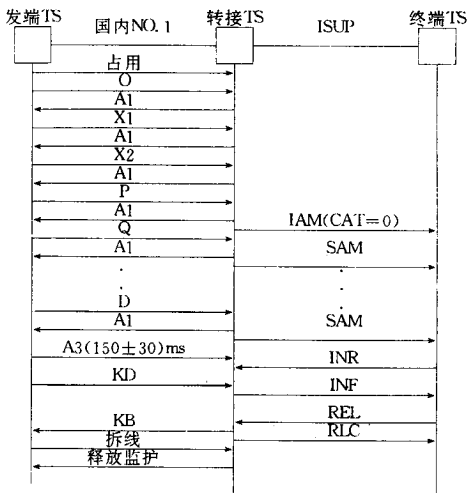 发端TS 国内NO.1 转接TS ISUP 终端TS
占用
O
A1
X1
A1
X2
A1
P
A1
IAM(CAT=0)
Q
A1
SAM
D
A1
SAM
A3(150±30)ms
INR
KD
INF
REL
KB
RLC
拆线
释放监护